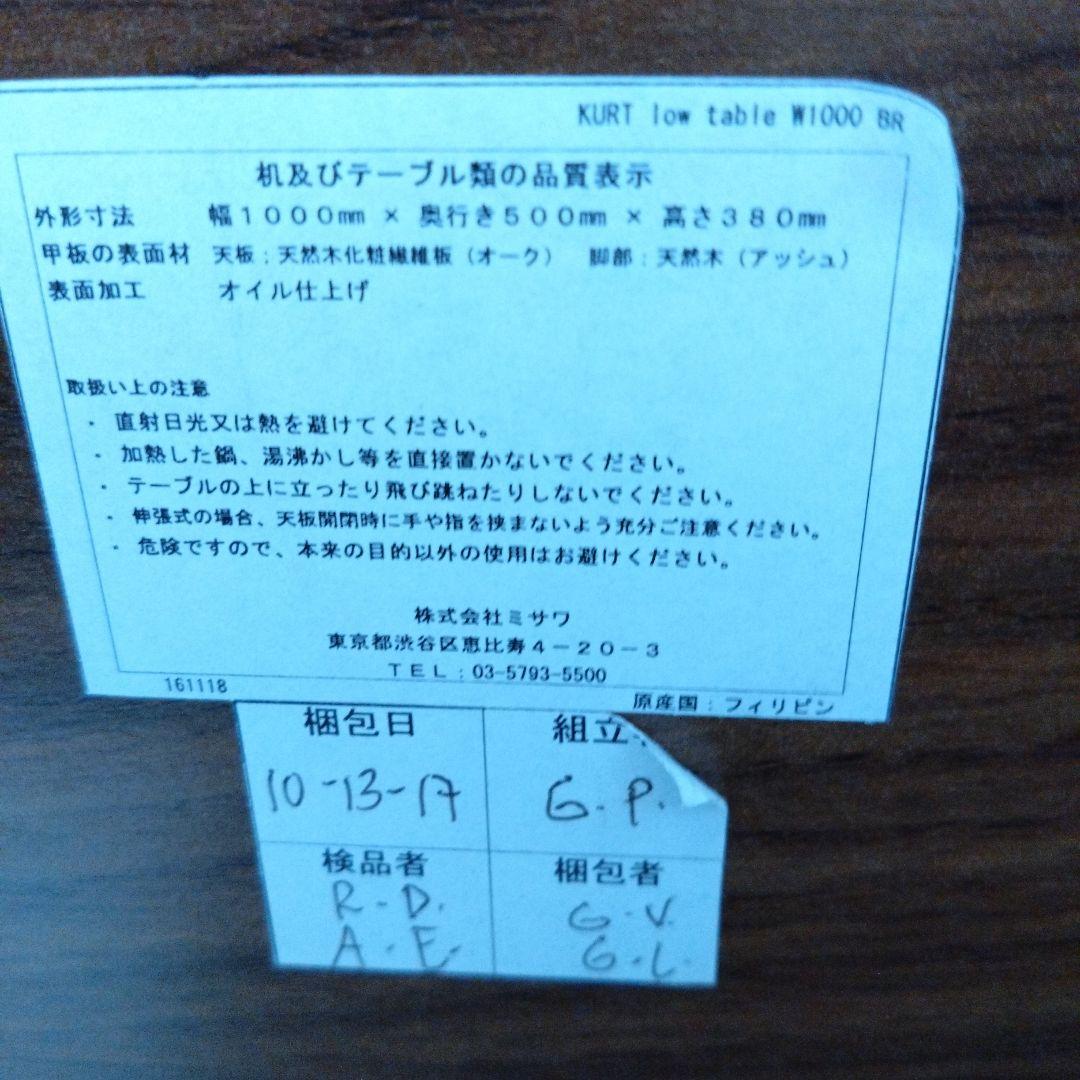 KURT low table W1000 BR
机及びテーブル類の品質表示
外形寸法 幅1000mm × 奥行き500mm × 高さ380mm
甲板の表面材 天板：天然木化粧繊維板（オーク） 脚部：天然木（アッシュ）
表面加工 オイル仕上げ
取扱い上の注意
・ 直射日光又は熱を避けてください。
・ 加熱した鍋、湯沸かし等を直接置かないでください。
・ テーブルの上に立ったり飛び跳ねたりしないでください。
・ 伸張式の場合、天板開閉時に手や指を挟まないよう充分ご注意ください。
・ 危険ですので、本来の目的以外の使用はお避けください。
株式会社ミサワ
東京都渋谷区恵比寿4－20－3
TEL：03-5793-5500
161118 原産国：フィリピン
梱包日 組立
10-13-17 G.P.
検品者 梱包者
R.D. G.V.
A.E. G.L.